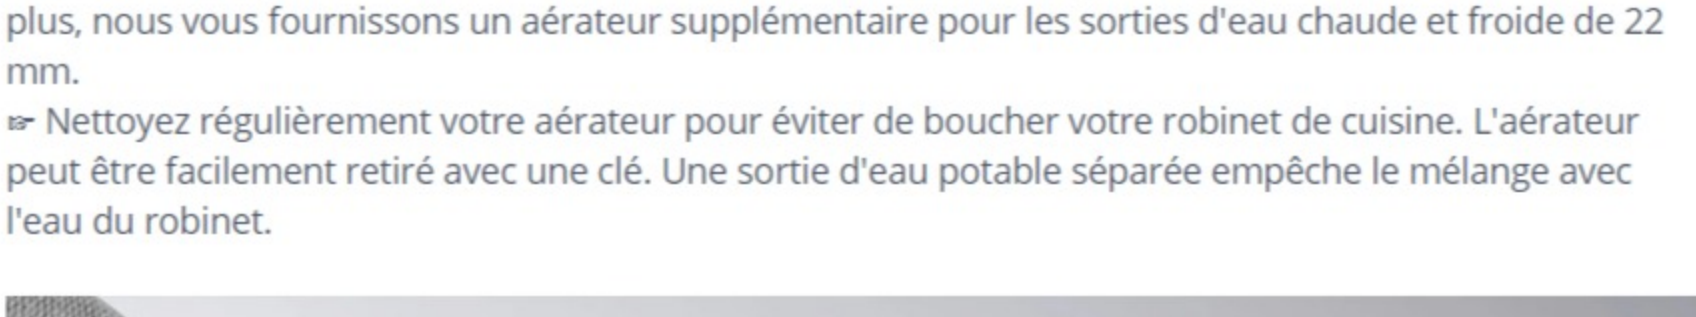 plus, nous vous fournissons un aérateur supplémentaire pour les sorties d'eau chaude et froide de 22
mm.
☞ Nettoyez régulièrement votre aérateur pour éviter de boucher votre robinet de cuisine. L'aérateur
peut être facilement retiré avec une clé. Une sortie d'eau potable séparée empêche le mélange avec
l'eau du robinet.